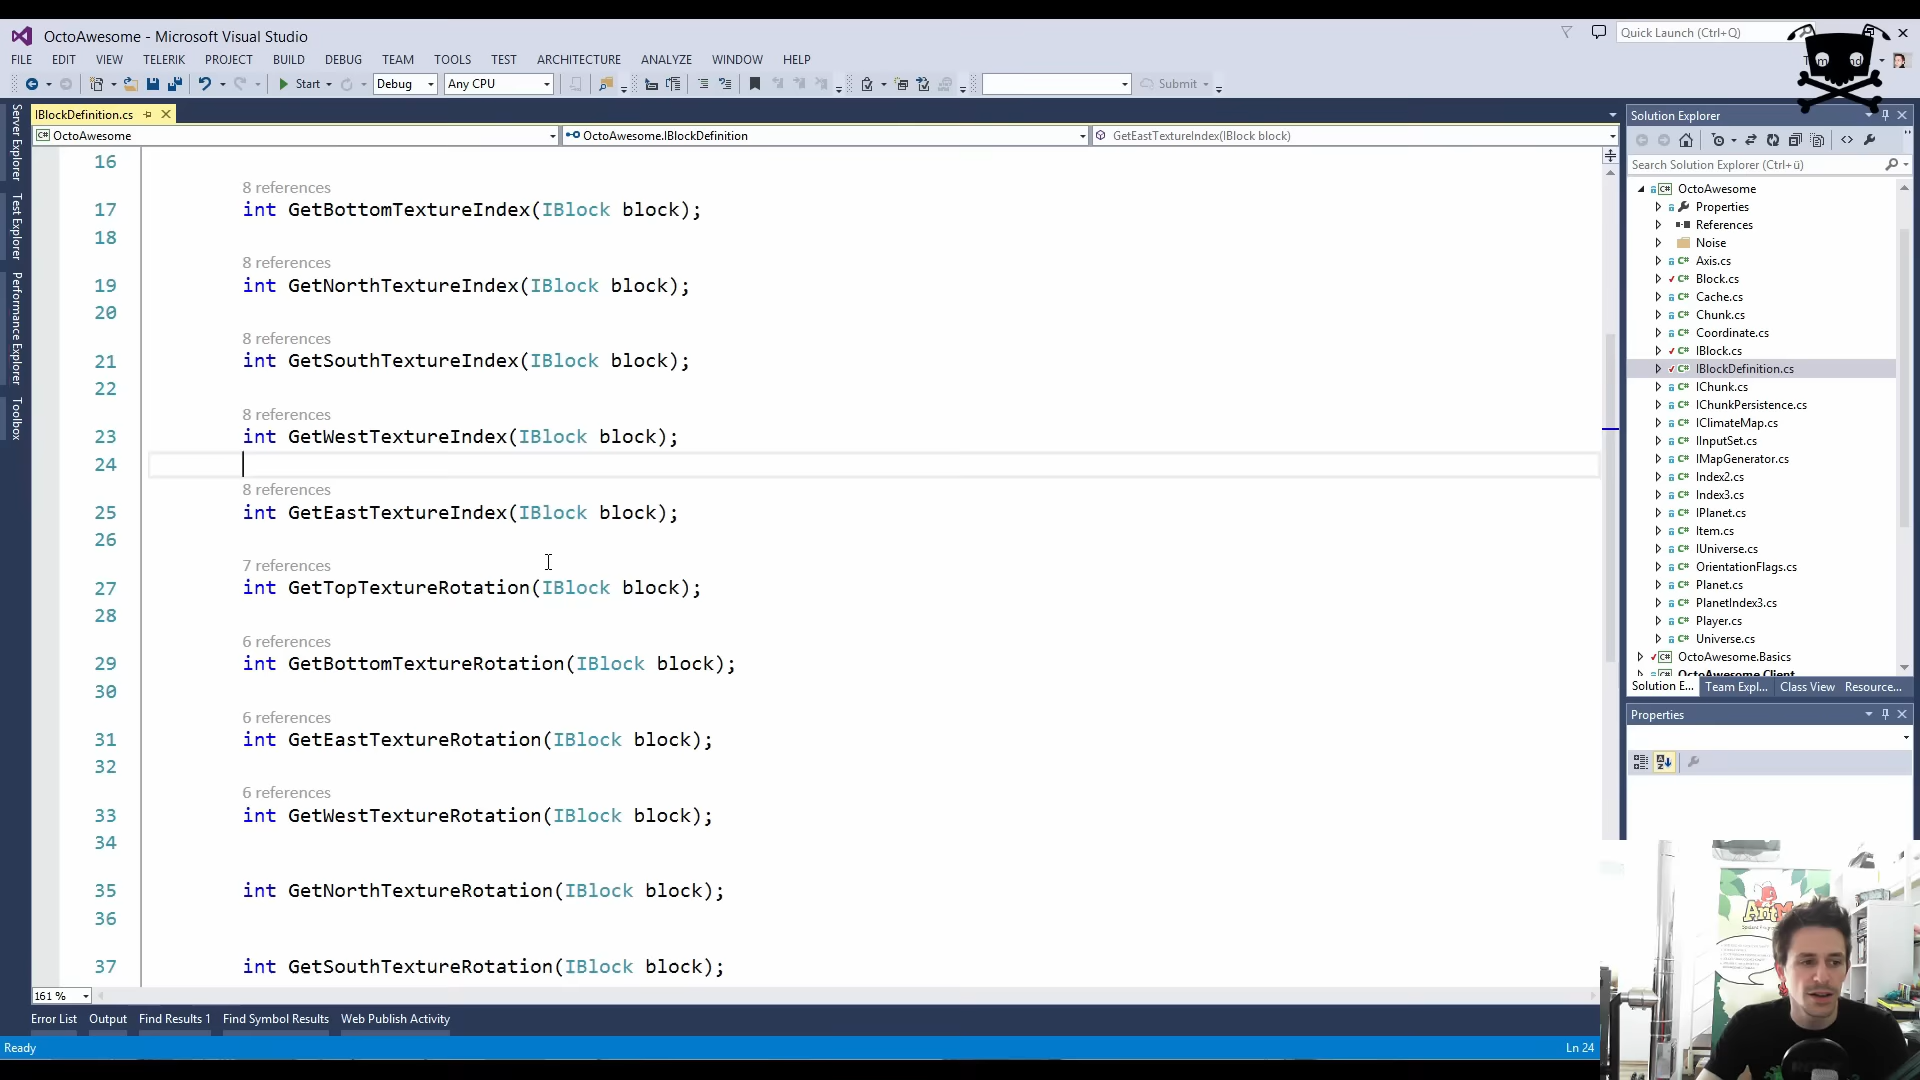 OctoAwesome - Microsoft Visual Studio
Quick Launch (Ctrl+Q)
FILE EDIT VIEW TELERIK PROJECT BUILD DEBUG TEAM TOOLS TEST ARCHITECTURE ANALYZE WINDOW HELP
Start Debug Any CPU Submit
IBlockDefinition.cs
OctoAwesome OctoAwesome.IBlockDefinition GetEastTextureIndex(IBlock block)
Server Explorer
Test Explorer
Performance Explorer
Toolbox
16
8 references
17 int GetBottomTextureIndex(IBlock block);
18
8 references
19 int GetNorthTextureIndex(IBlock block);
20
8 references
21 int GetSouthTextureIndex(IBlock block);
22
8 references
23 int GetWestTextureIndex(IBlock block);
24
8 references
25 int GetEastTextureIndex(IBlock block);
26
7 references
27 int GetTopTextureRotation(IBlock block);
28
6 references
29 int GetBottomTextureRotation(IBlock block);
30
6 references
31 int GetEastTextureRotation(IBlock block);
32
6 references
33 int GetWestTextureRotation(IBlock block);
34
35 int GetNorthTextureRotation(IBlock block);
36
37 int GetSouthTextureRotation(IBlock block);
161 %
Error List Output Find Results 1 Find Symbol Results Web Publish Activity
Ready
Ln 24
Solution Explorer
Search Solution Explorer (Ctrl+ü)
OctoAwesome
Properties
References
Noise
Axis.cs
Block.cs
Cache.cs
Chunk.cs
Coordinate.cs
IBlock.cs
IBlockDefinition.cs
IChunk.cs
IChunkPersistence.cs
IClimateMap.cs
IInputSet.cs
IMapGenerator.cs
Index2.cs
Index3.cs
IPlanet.cs
Item.cs
IUniverse.cs
OrientationFlags.cs
Planet.cs
PlanetIndex3.cs
Player.cs
Universe.cs
OctoAwesome.Basics
OctoAwesome.Client
Solution E... Team Expl... Class View Resource...
Properties